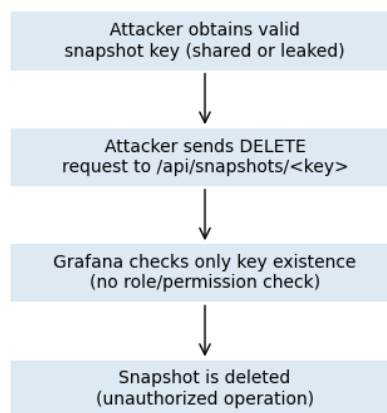 Attacker obtains valid
snapshot key (shared or leaked)
Attacker sends DELETE
request to /api/snapshots/<key>
Grafana checks only key existence
(no role/permission check)
Snapshot is deleted
(unauthorized operation)